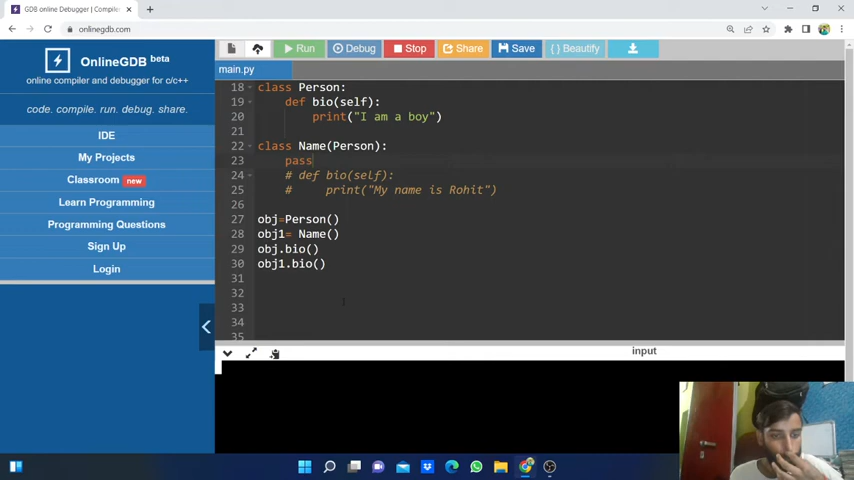 GDB online Debugger | Compiler
onlinegdb.com
OnlineGDB beta
online compiler and debugger for c/c++
code. compile. run. debug. share.
IDE
My Projects
Classroom new
Learn Programming
Programming Questions
Sign Up
Login
Run
Debug
Stop
Share
Save
{ } Beautify
main.py
18 class Person:
19 def bio(self):
20 print("I am a boy")
21
22 class Name(Person):
23 pass
24 # def bio(self):
25 # print("My name is Rohit")
26
27 obj=Person()
28 obj1= Name()
29 obj.bio()
30 obj1.bio()
31
32
33
34
35
input